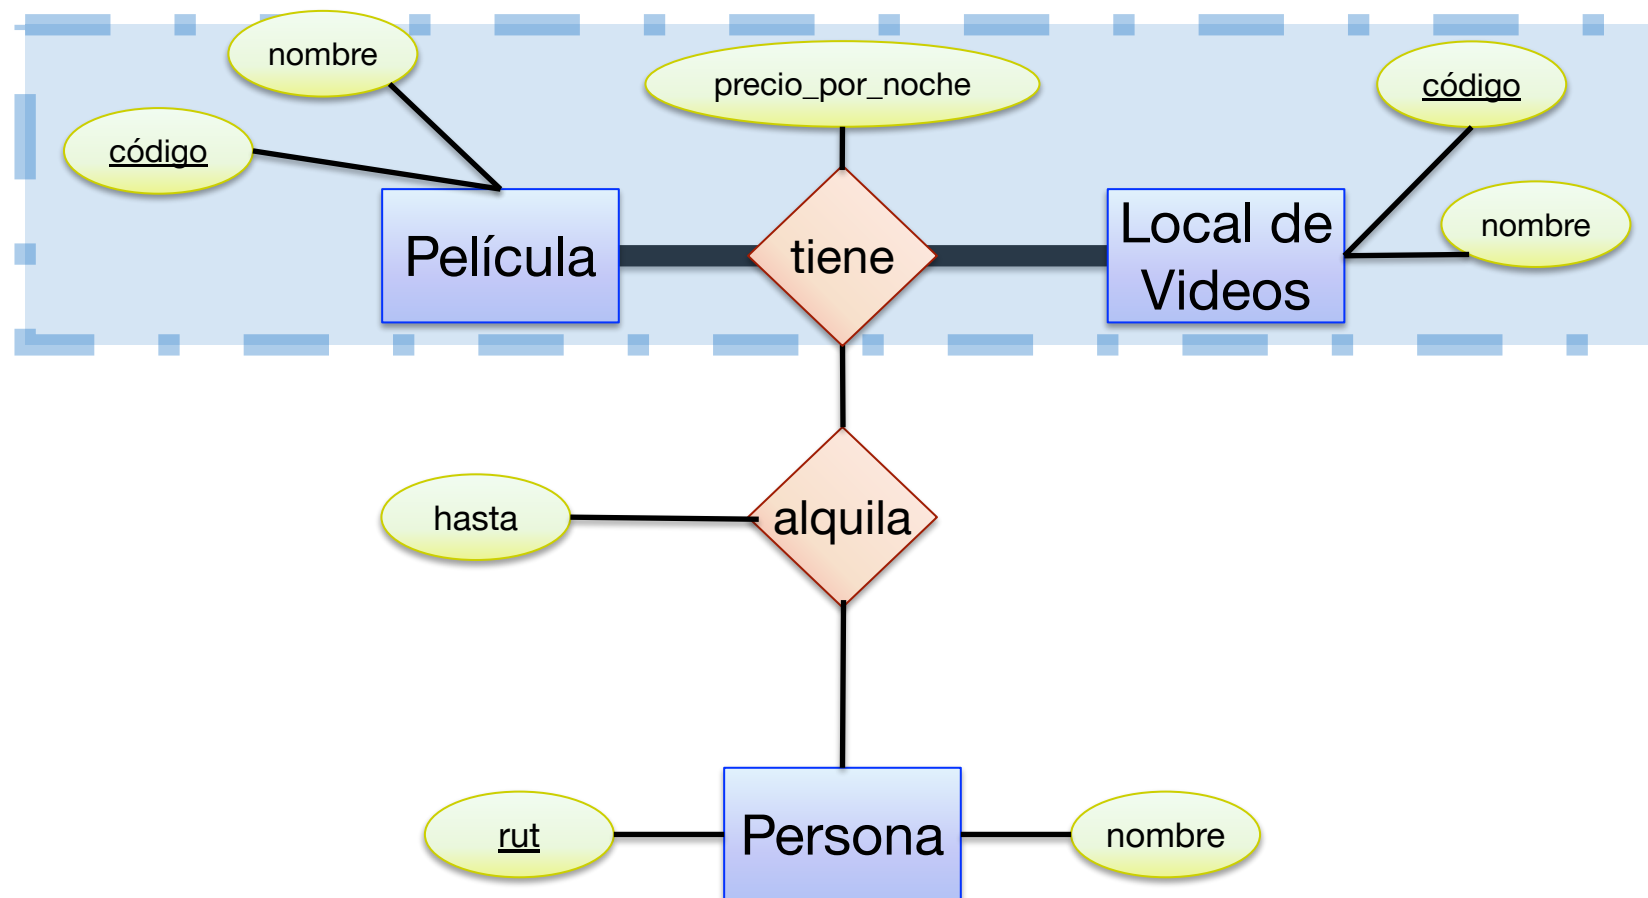 nombre
código
precio_por_noche
código
nombre
Película
tiene
Local de
Videos
hasta
alquila
rut
Persona
nombre